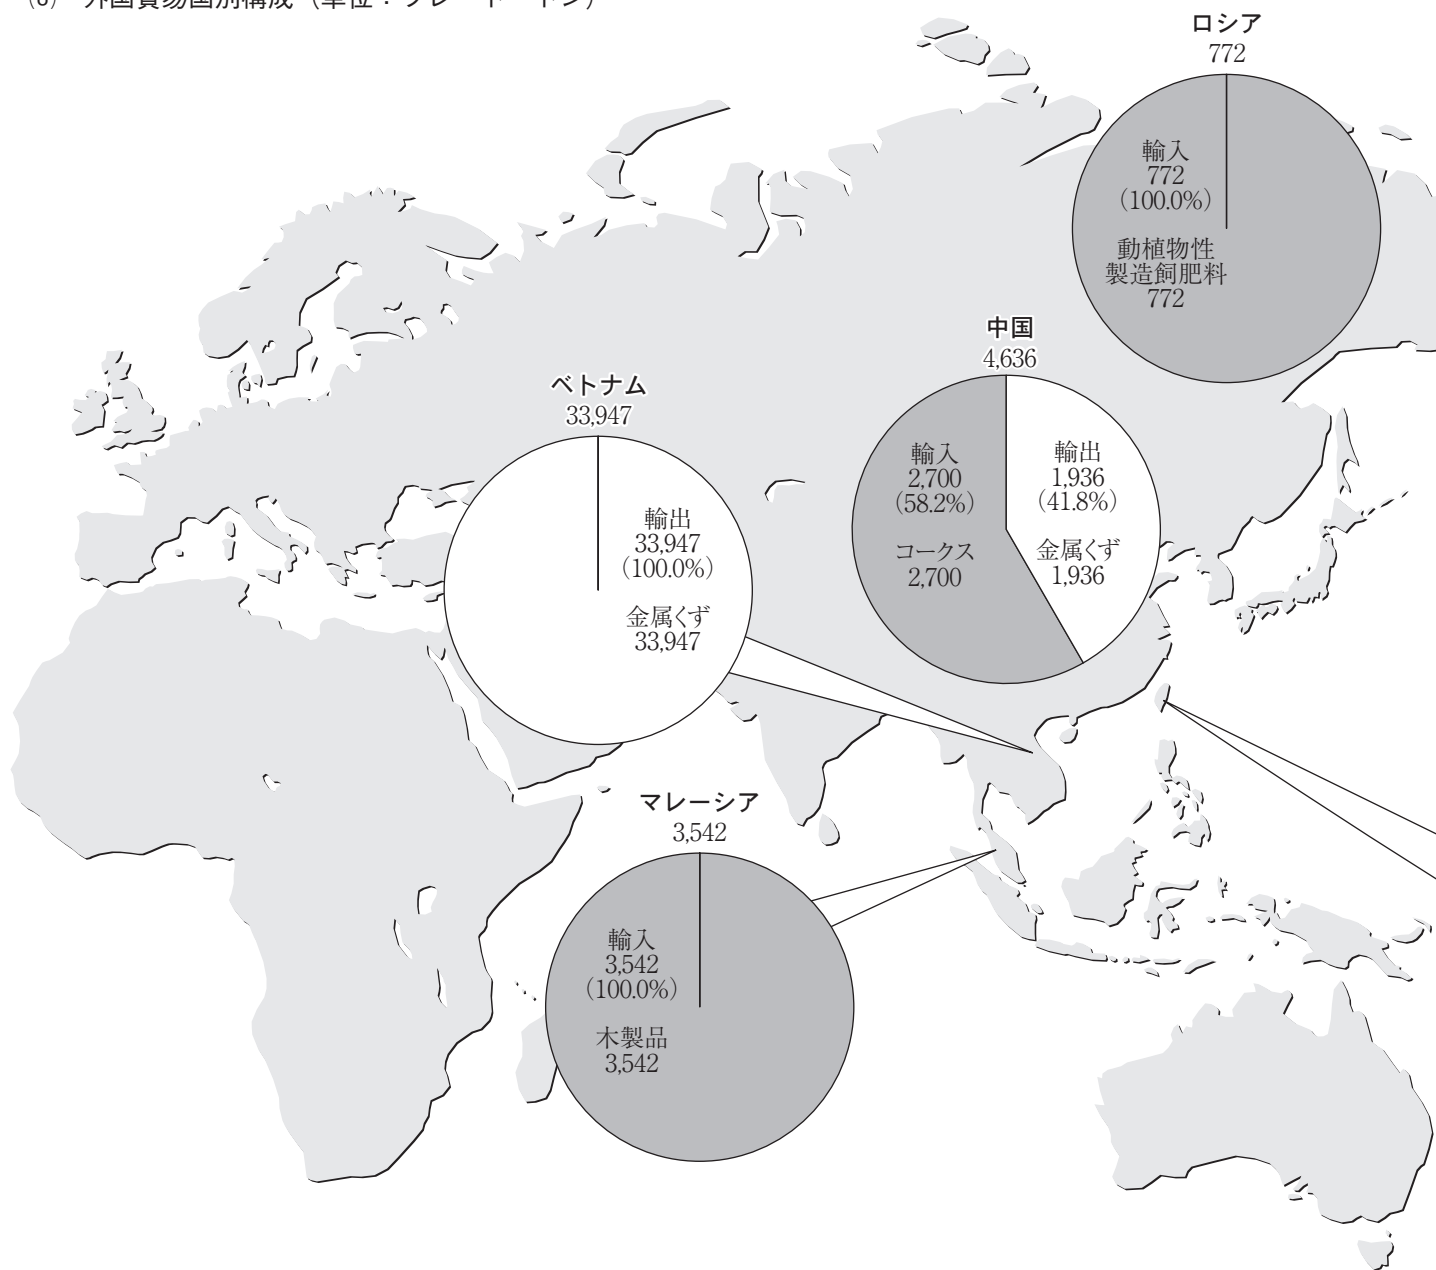 外国貿易国別構成（単位：フレート・トン）
ロシア
772
輸入
772
（100.0%）
動植物性
製造飼肥料
772
中国
4,636
輸入
2,700
（58.2%）
コークス
2,700
輸出
1,936
（41.8%）
金属くず
1,936
ベトナム
33,947
輸出
33,947
（100.0%）
金属くず
33,947
マレーシア
3,542
輸入
3,542
（100.0%）
木製品
3,542